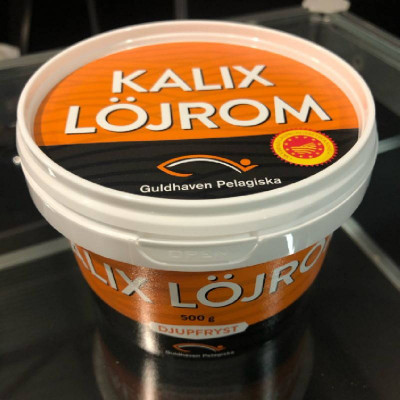 KALIX
LÖJROM
Guldhaven Pelagiska
KALIX LÖJROM
500 g
DJUPFRYST
Guldhaven Pelagiska